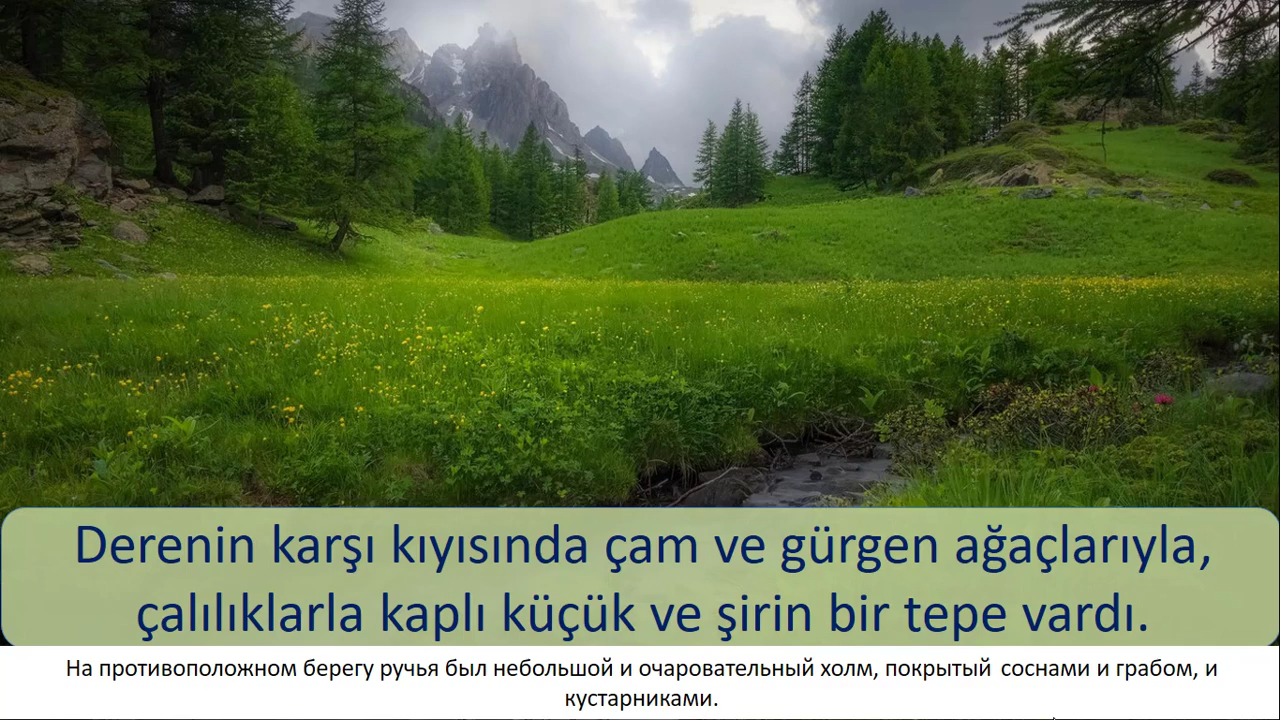 Derenin karşı kıyısında çam ve gürgen ağaçlarıyla,
çalılıklarla kaplı küçük ve şirin bir tepe vardı.
На противоположном берегу ручья был небольшой и очаровательный холм, покрытый соснами и грабом, и
кустарниками.